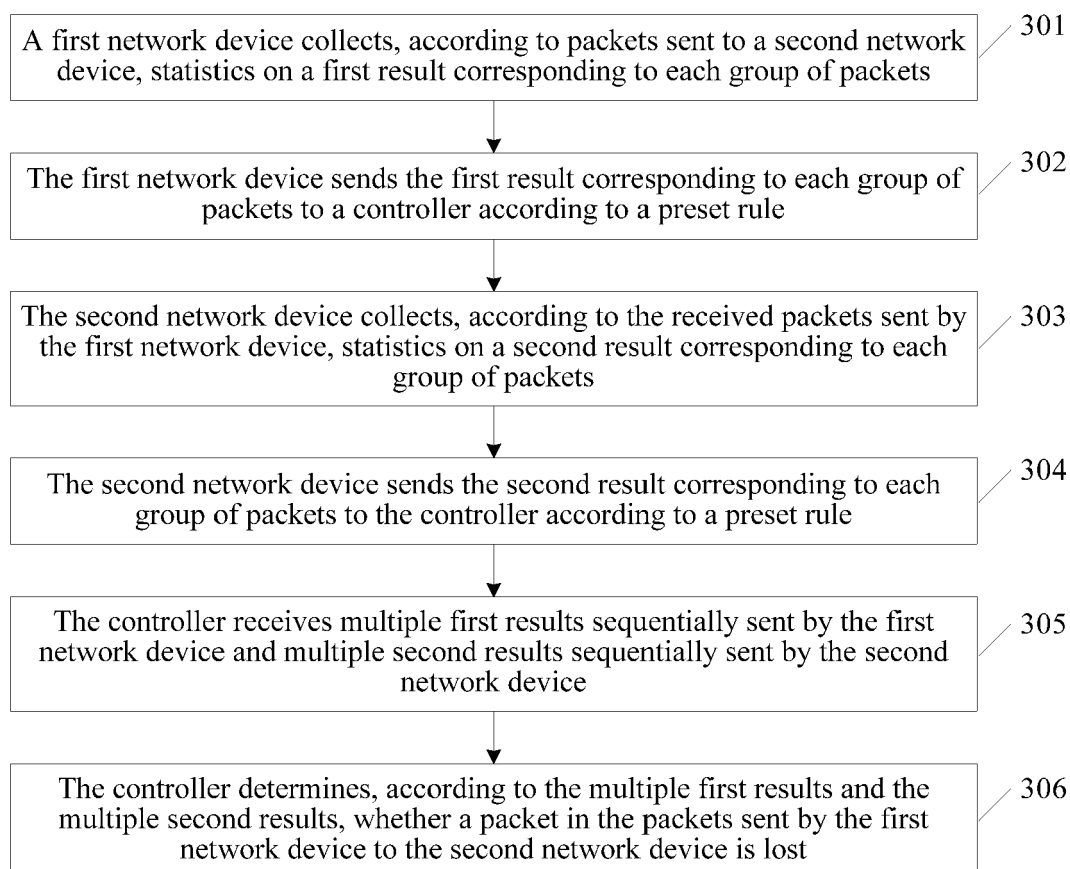 A first network device collects, according to packets sent to a second network
device, statistics on a first result corresponding to each group of packets
301
The first network device sends the first result corresponding to each group of
packets to a controller according to a preset rule
302
The second network device collects, according to the received packets sent by
the first network device, statistics on a second result corresponding to each
group of packets
303
The second network device sends the second result corresponding to each
group of packets to the controller according to a preset rule
304
The controller receives multiple first results sequentially sent by the first
network device and multiple second results sequentially sent by the second
network device
305
The controller determines, according to the multiple first results and the
multiple second results, whether a packet in the packets sent by the first
network device to the second network device is lost
306